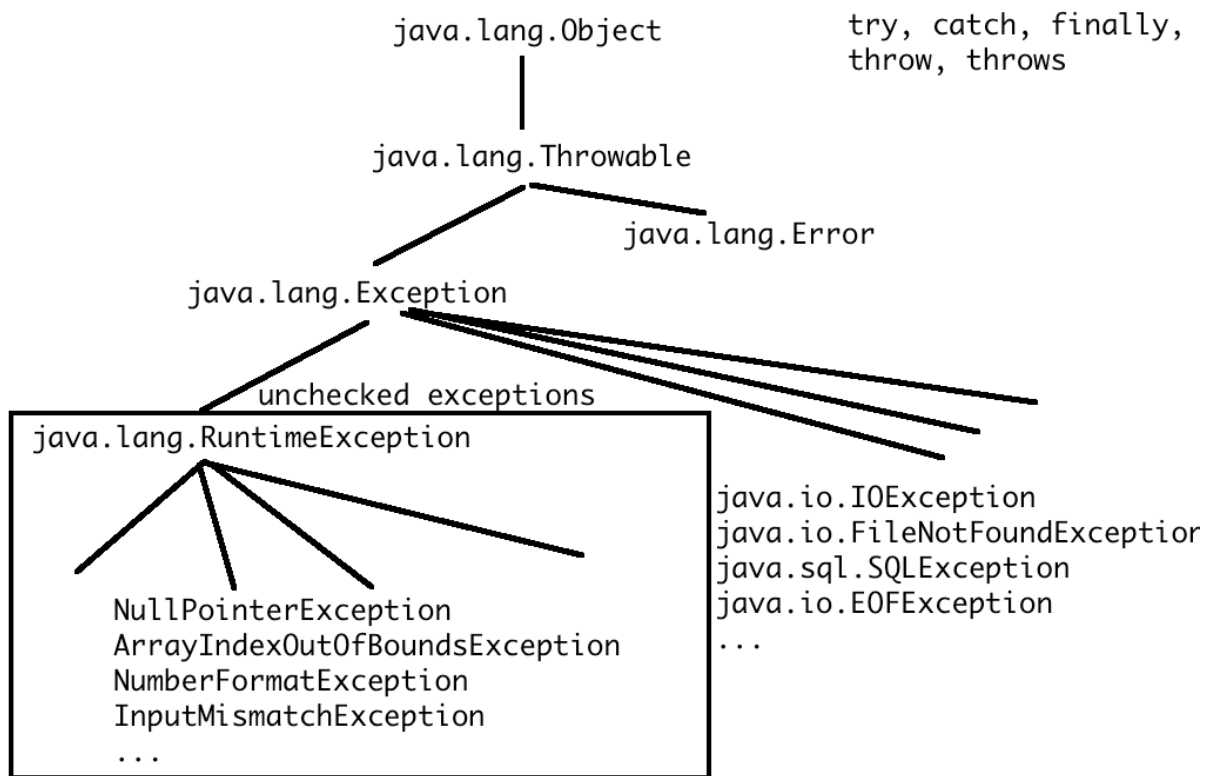 java.lang.Object
try, catch, finally,
throw, throws
java.lang.Throwable
java.lang.Error
java.lang.Exception
unchecked exceptions
java.lang.RuntimeException
java.io.IOException
java.io.FileNotFoundException
java.sql.SQLException
java.io.EOFException
...
NullPointerException
ArrayIndexOutOfBoundsException
NumberFormatException
InputMismatchException
...